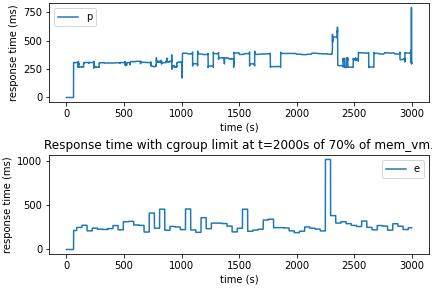 750
500
250
0
response time (ms)
p
0 500 1000 1500 2000 2500 3000
time (s)
Response time with cgroup limit at t=2000s of 70% of mem_vm.
1000
500
0
response time (ms)
e
0 500 1000 1500 2000 2500 3000
time (s)